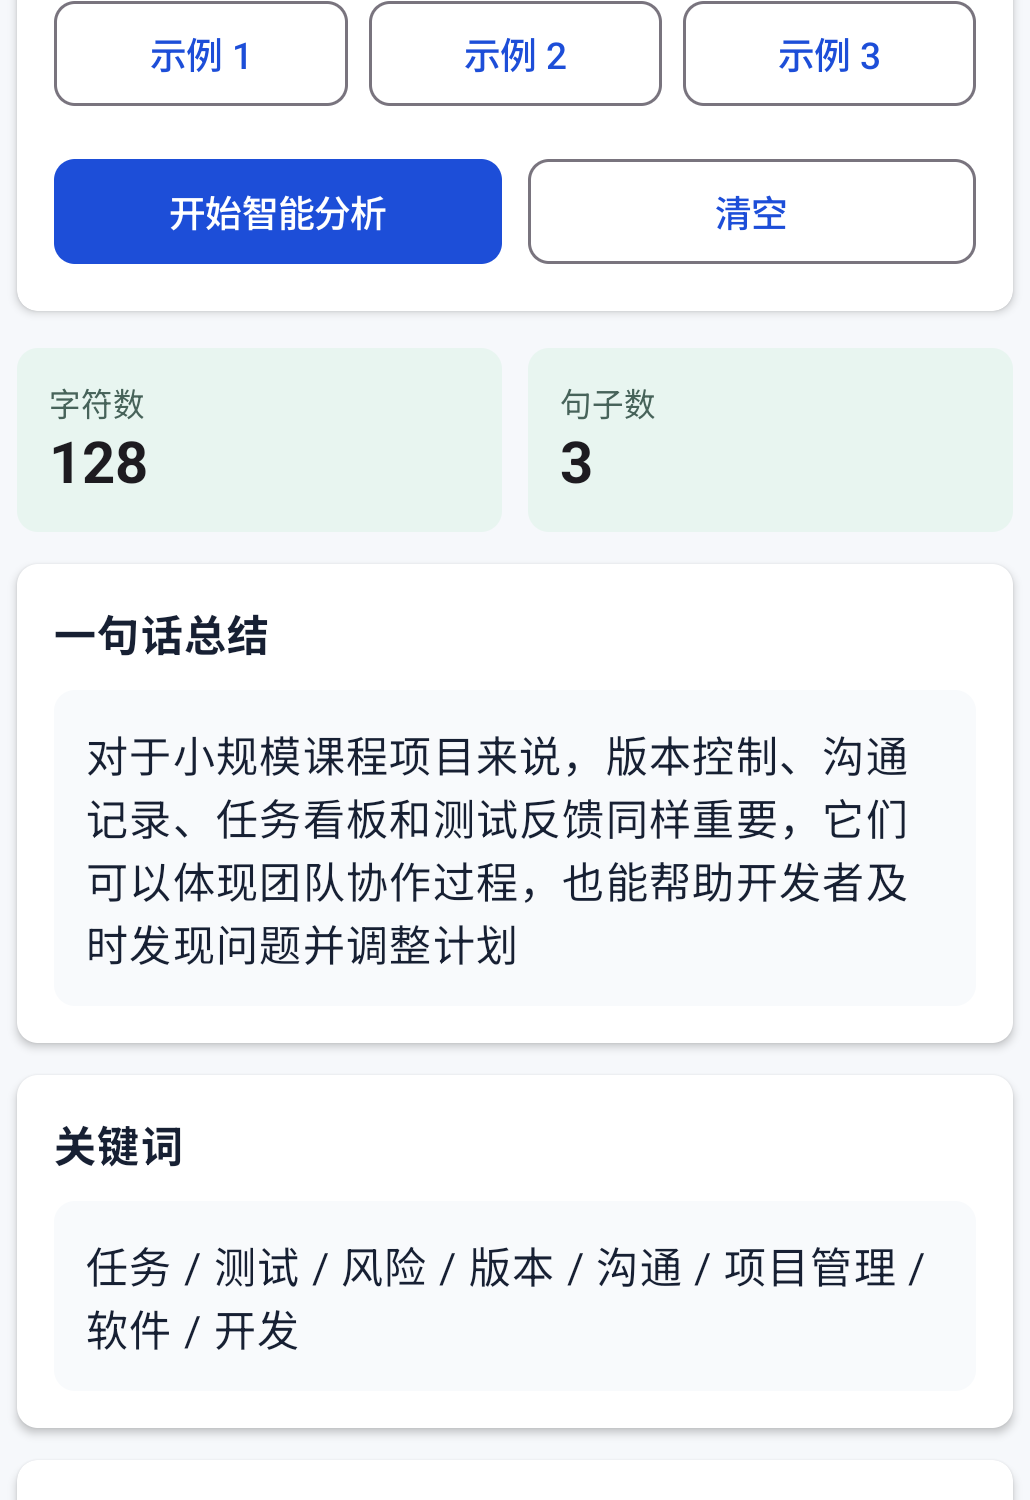 示例 1
示例 2
示例 3
开始智能分析
清空
字符数
128
句子数
3
一句话总结
对于小规模课程项目来说，版本控制、沟通
记录、任务看板和测试反馈同样重要，它们
可以体现团队协作过程，也能帮助开发者及
时发现问题并调整计划
关键词
任务 / 测试 / 风险 / 版本 / 沟通 / 项目管理 /
软件 / 开发